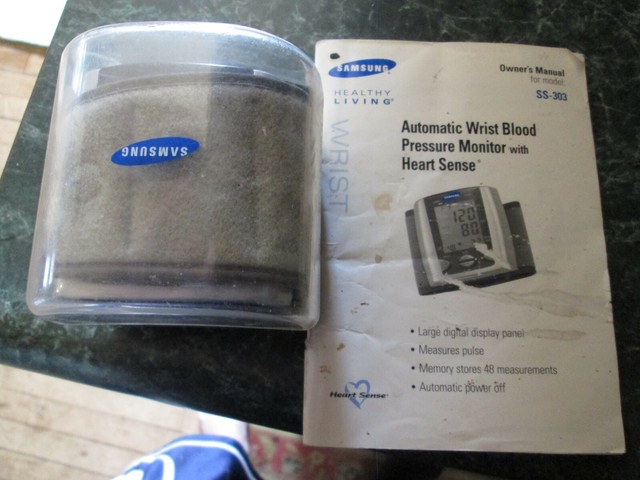 SAMSUNG
SAMSUNG
HEALTHY
LIVING
Owner's Manual
for model:
SS-303
WRIST
Automatic Wrist Blood
Pressure Monitor with
Heart Sense
120
80
• Large digital display panel
• Measures pulse
• Memory stores 48 measurements
• Automatic power off
Heart Sense